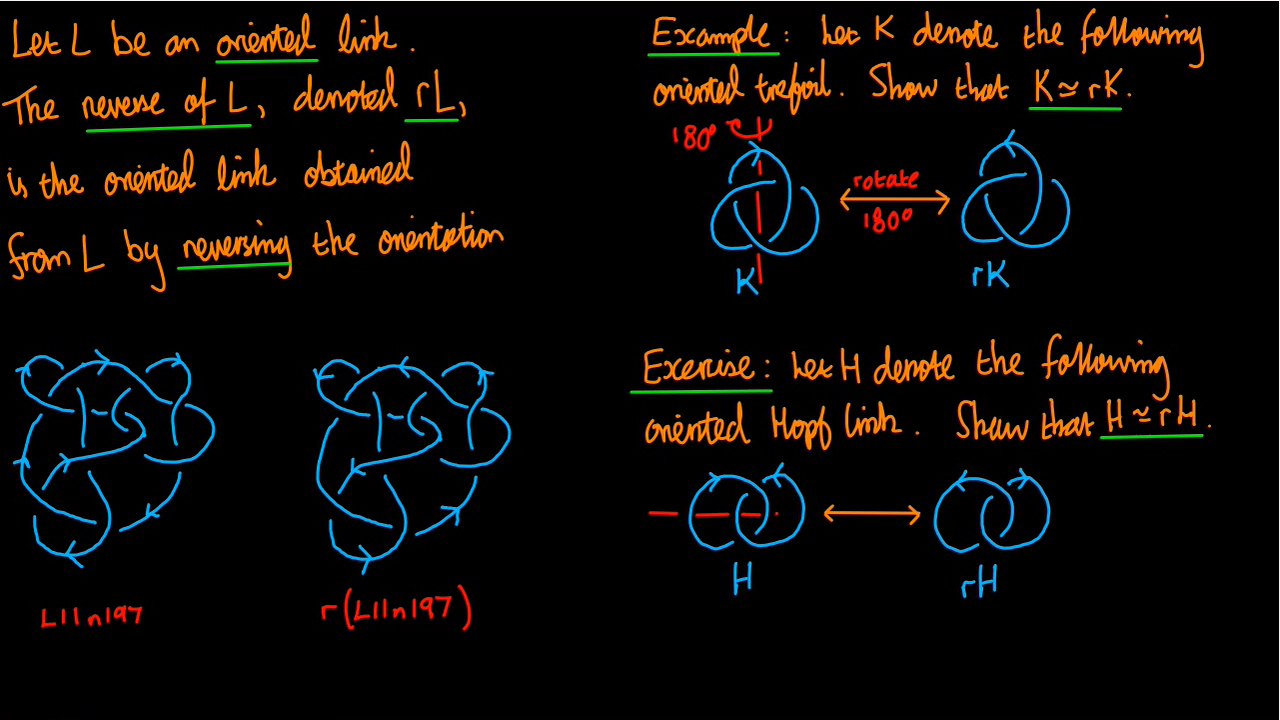 Let L be an oriented link.
The reverse of L, denoted rL,
is the oriented link obtained
from L by reversing the orientation
L11n197
r(L11n197)
Example: Let K denote the following
oriented trefoil. Show that K≃rK.
180°
rotate
180°
K
rK
Exercise: Let H denote the following
oriented Hopf link. Show that H≃rH.
H
rH